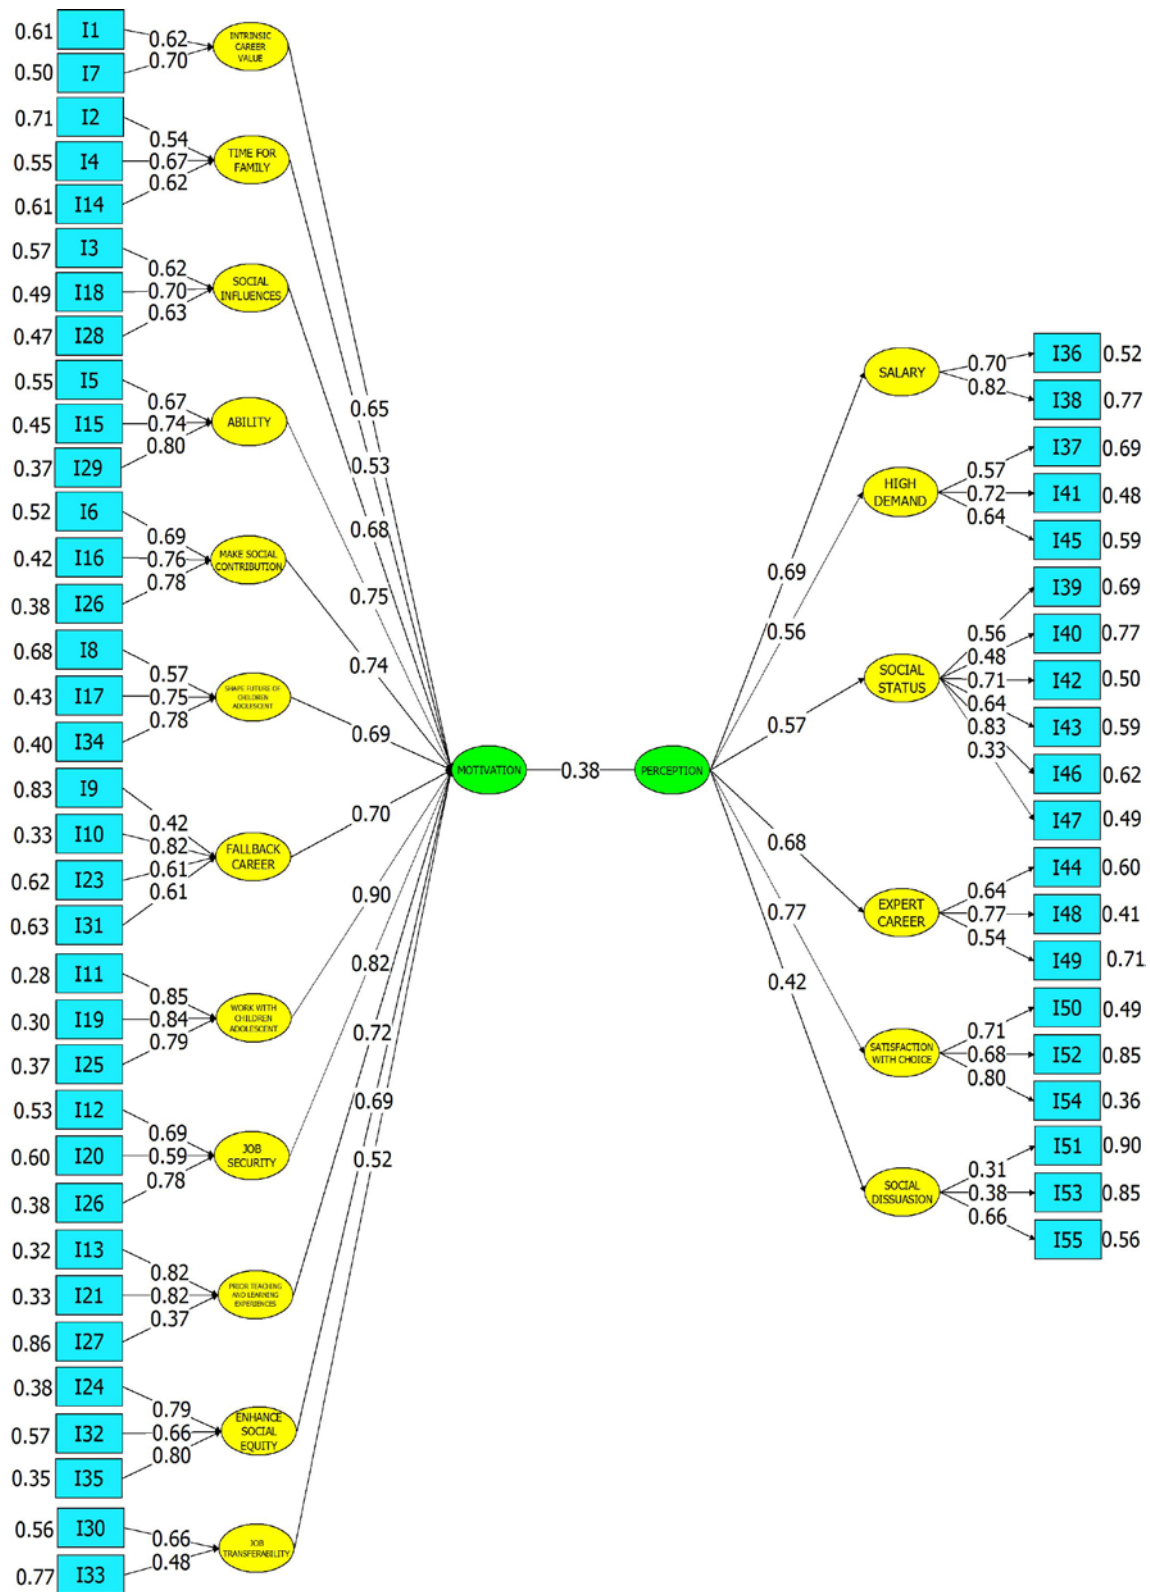 0.61 I1 0.62
0.50 I7 0.70
INTRINSIC
CAREER
VALUE
0.71 I2 0.54
0.55 I4 0.67
0.61 I14 0.62
TIME FOR
FAMILY
0.57 I3 0.62
0.49 I18 0.70
0.47 I28 0.63
SOCIAL
INFLUENCES
0.55 I5 0.67
0.45 I15 0.74
0.37 I29 0.80
ABILITY
0.52 I6 0.69
0.42 I16 0.76
0.38 I26 0.78
MAKE SOCIAL
CONTRIBUTION
0.68 I8 0.57
0.43 I17 0.75
0.40 I34 0.78
SHAPE FUTURE OF
CHILDREN
ADOLESCENT
0.83 I9 0.42
0.33 I10 0.82
0.62 I23 0.61
0.63 I31 0.61
FALLBACK
CAREER
0.28 I11 0.85
0.30 I19 0.84
0.37 I25 0.79
WORK WITH
CHILDREN
ADOLESCENT
0.53 I12 0.69
0.60 I20 0.59
0.38 I26 0.78
JOB
SECURITY
0.32 I13 0.82
0.33 I21 0.82
0.86 I27 0.37
PRIOR TEACHING
AND LEARNING
EXPERIENCES
0.38 I24 0.79
0.57 I32 0.66
0.35 I35 0.80
ENHANCE
SOCIAL
EQUITY
0.56 I30 0.66
0.77 I33 0.48
JOB
TRANSFERABILITY
0.65
0.53
0.68
0.75
0.74
0.69
0.70
0.90
0.82
0.72
0.69
0.52
MOTIVATION 0.38 PERCEPTION
0.69
0.56
0.57
0.68
0.77
0.42
SALARY
0.70 I36 0.52
0.82 I38 0.77
HIGH
DEMAND
0.57 I37 0.69
0.72 I41 0.48
0.64 I45 0.59
SOCIAL
STATUS
0.56 I39 0.69
0.48 I40 0.77
0.71 I42 0.50
0.64 I43 0.59
0.83 I46 0.62
0.33 I47 0.49
EXPERT
CAREER
0.64 I44 0.60
0.77 I48 0.41
0.54 I49 0.71
SATISFACTION
WITH CHOICE
0.71 I50 0.49
0.68 I52 0.85
0.80 I54 0.36
SOCIAL
DISSUASION
0.31 I51 0.90
0.38 I53 0.85
0.66 I55 0.56